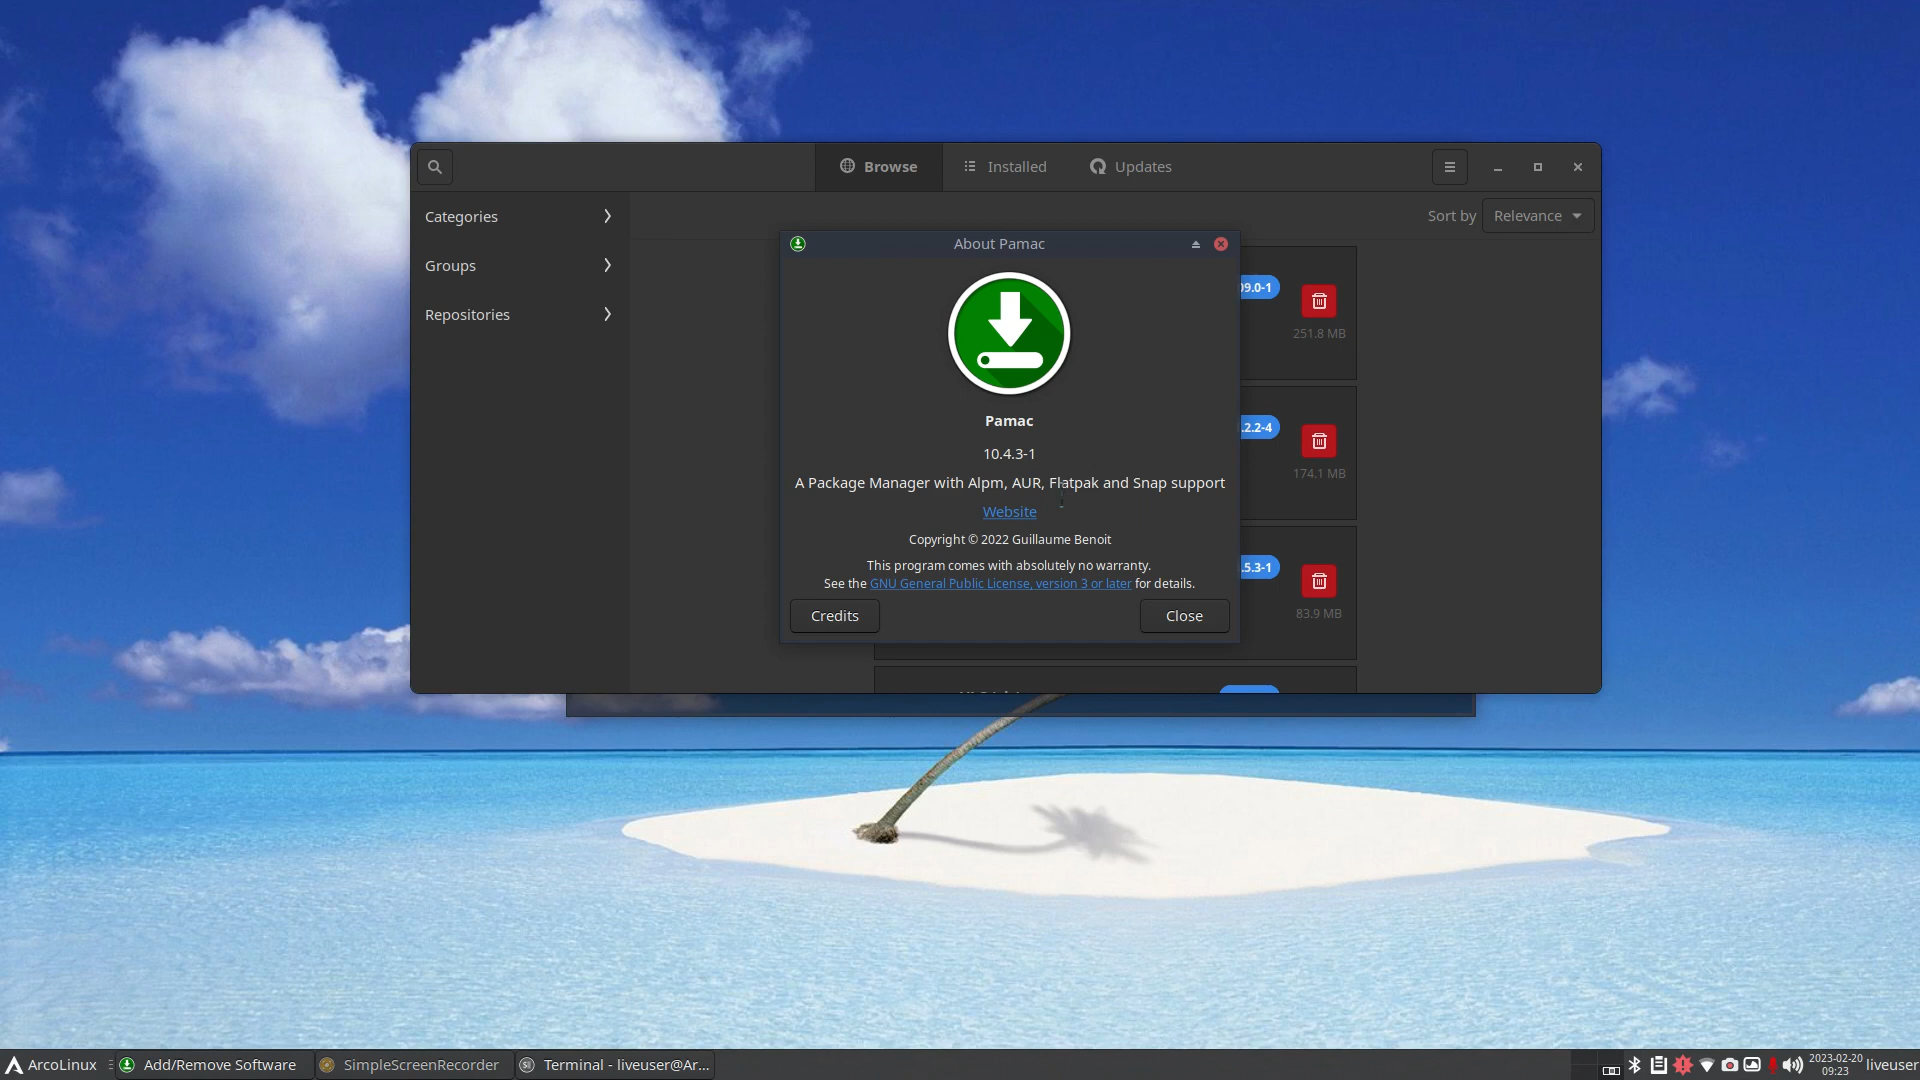 Browse
Installed
Updates
Categories
Groups
Repositories
Sort by
Relevance
About Pamac
Pamac
10.4.3-1
A Package Manager with Alpm, AUR, Flatpak and Snap support
Website
Copyright © 2022 Guillaume Benoit
This program comes with absolutely no warranty.
See the GNU General Public License, version 3 or later for details.
Credits
Close
09.0-1
251.8 MB
.2.2-4
174.1 MB
.5.3-1
83.9 MB
ArcoLinux
Add/Remove Software
SimpleScreenRecorder
Terminal - liveuser@Ar...
2023-02-20
09:23
liveuser